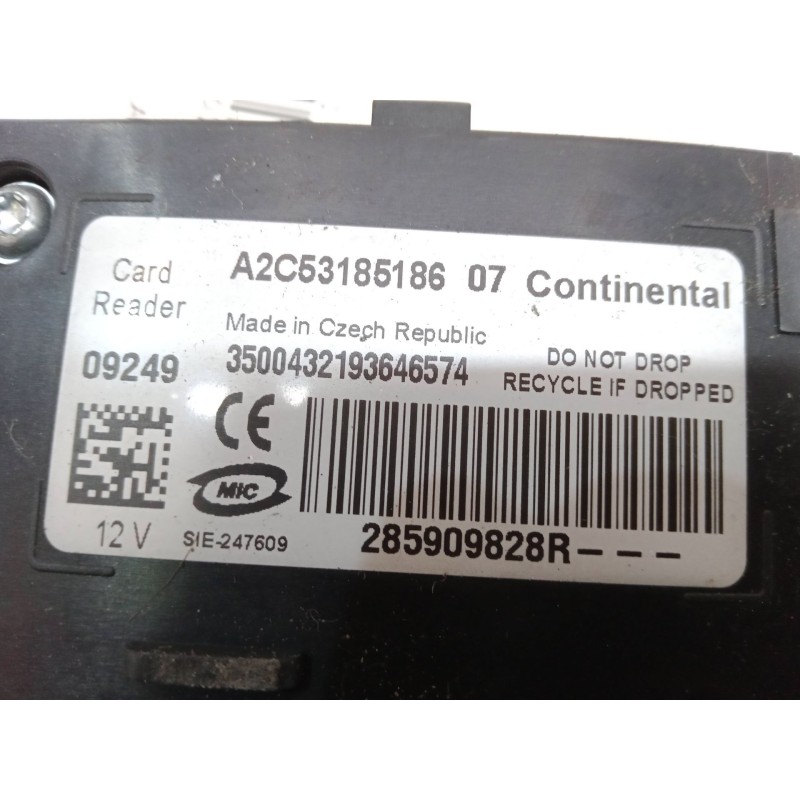 Card
Reader
A2C53185186 07 Continental
Made in Czech Republic
09249
3500432193646574
DO NOT DROP
RECYCLE IF DROPPED
CE
MIC
12 V
SIE-247609
285909828R---